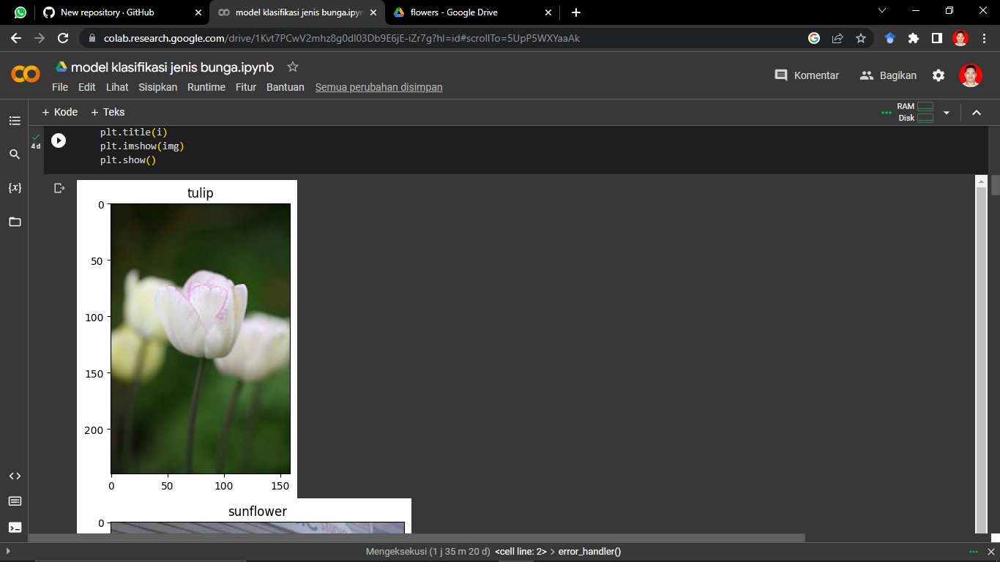 New repository · GitHub
model klasifikasi jenis bunga.ipynb
flowers - Google Drive
colab.research.google.com/drive/1Kvt7PCwV2mhz8g0dl03Db9E6jE-iZr7g?hl=id#scrollTo=5UpP5WXYaaAk
model klasifikasi jenis bunga.ipynb
Komentar
Bagikan
File Edit Lihat Sisipkan Runtime Fitur Bantuan Semua perubahan disimpan
+ Kode + Teks
RAM
Disk
4 d
plt.title(i)
plt.imshow(img)
plt.show()
{x}
tulip
0
50
100
150
200
0 50 100 150
sunflower
0
Mengeksekusi (1 j 35 m 20 d) <cell line: 2> > error_handler()